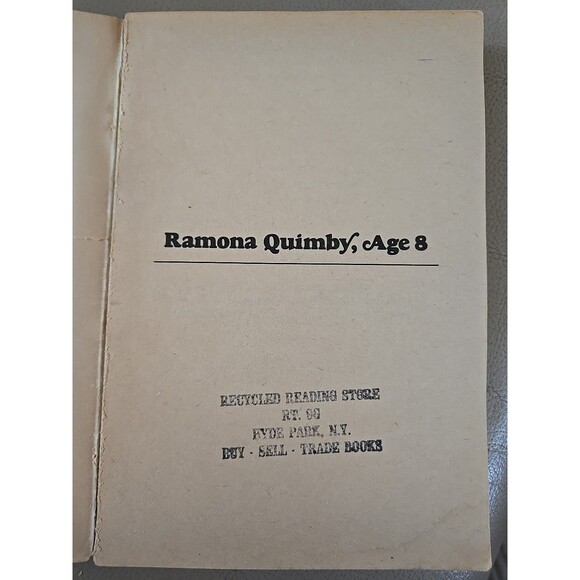 Ramona Quimby, Age 8
RECYCLED READING STORE
RT. 9G
HYDE PARK, N.Y.
BUY - SELL - TRADE BOOKS